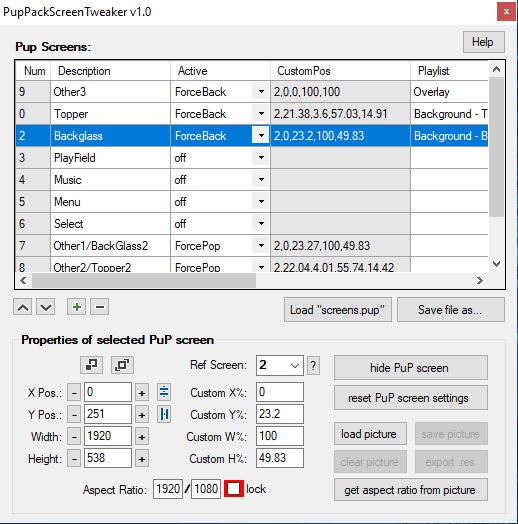 PupPackScreenTweaker v1.0
Pup Screens:
Help
Num Description Active CustomPos Playlist
9 Other3 ForceBack 2,0,0,100,100 Overlay
0 Topper ForceBack 2,21.38,3.6,57.03,14.91 Background - T
2 Backglass ForceBack 2,0,23.2,100,49.83 Background - B
3 PlayField off
4 Music off
5 Menu off
6 Select off
7 Other1/BackGlass2 ForcePop 2,0,23.27,100,49.83
8 Other2/Topper2 ForcePop 2,22.04,4.01,55.74,14.42
+ -
Load "screens.pup" Save file as...
Properties of selected PuP screen
Ref Screen: 2 ? hide PuP screen
X Pos.: - 0 + Custom X%: 0 reset PuP screen settings
Y Pos.: - 251 + Custom Y%: 23.2
Width: - 1920 + Custom W%: 100 load picture save picture
Height: - 538 + Custom H%: 49.83 clear picture export .res
Aspect Ratio: 1920 / 1080 lock get aspect ratio from picture